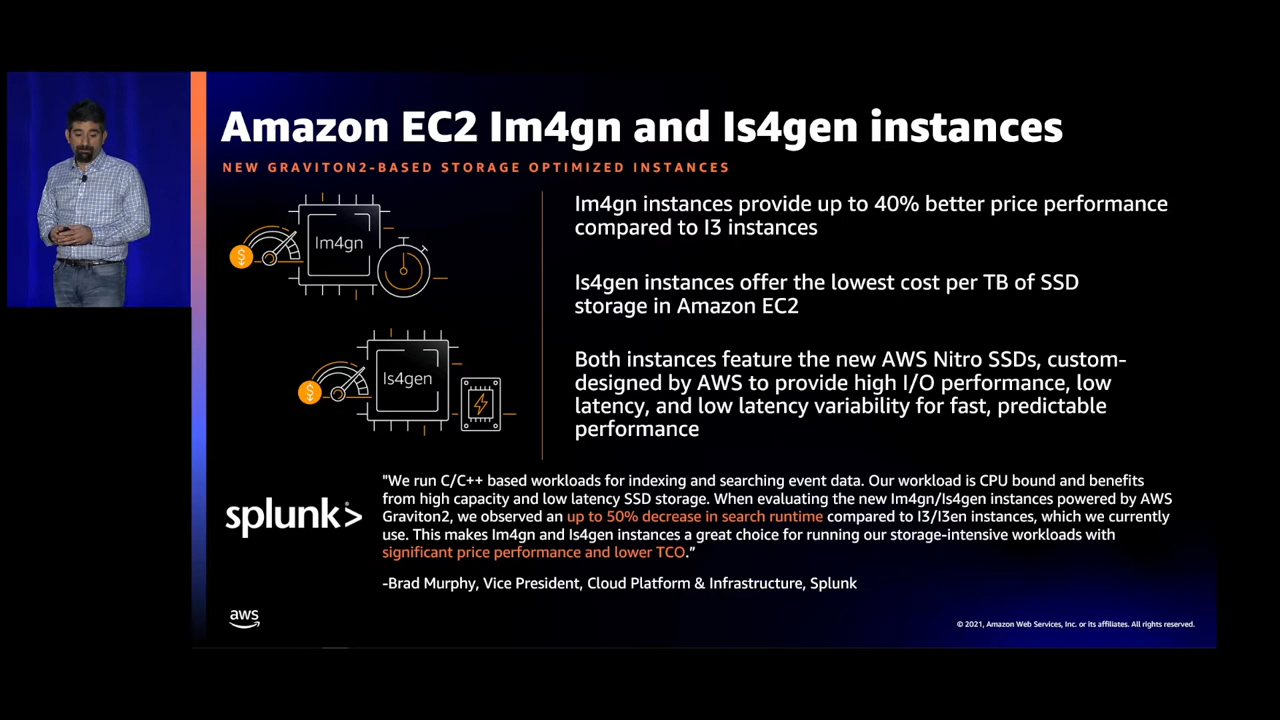 Amazon EC2 Im4gn and Is4gen instances
NEW GRAVITON2-BASED STORAGE OPTIMIZED INSTANCES
Im4gn
Is4gen
Im4gn instances provide up to 40% better price performance
compared to I3 instances
Is4gen instances offer the lowest cost per TB of SSD
storage in Amazon EC2
Both instances feature the new AWS Nitro SSDs, custom-
designed by AWS to provide high I/O performance, low
latency, and low latency variability for fast, predictable
performance
splunk>
"We run C/C++ based workloads for indexing and searching event data. Our workload is CPU bound and benefits
from high capacity and low latency SSD storage. When evaluating the new Im4gn/Is4gen instances powered by AWS
Graviton2, we observed an up to 50% decrease in search runtime compared to I3/I3en instances, which we currently
use. This makes Im4gn and Is4gen instances a great choice for running our storage-intensive workloads with
significant price performance and lower TCO.”
-Brad Murphy, Vice President, Cloud Platform & Infrastructure, Splunk
aws
© 2021, Amazon Web Services, Inc. or its affiliates. All rights reserved.